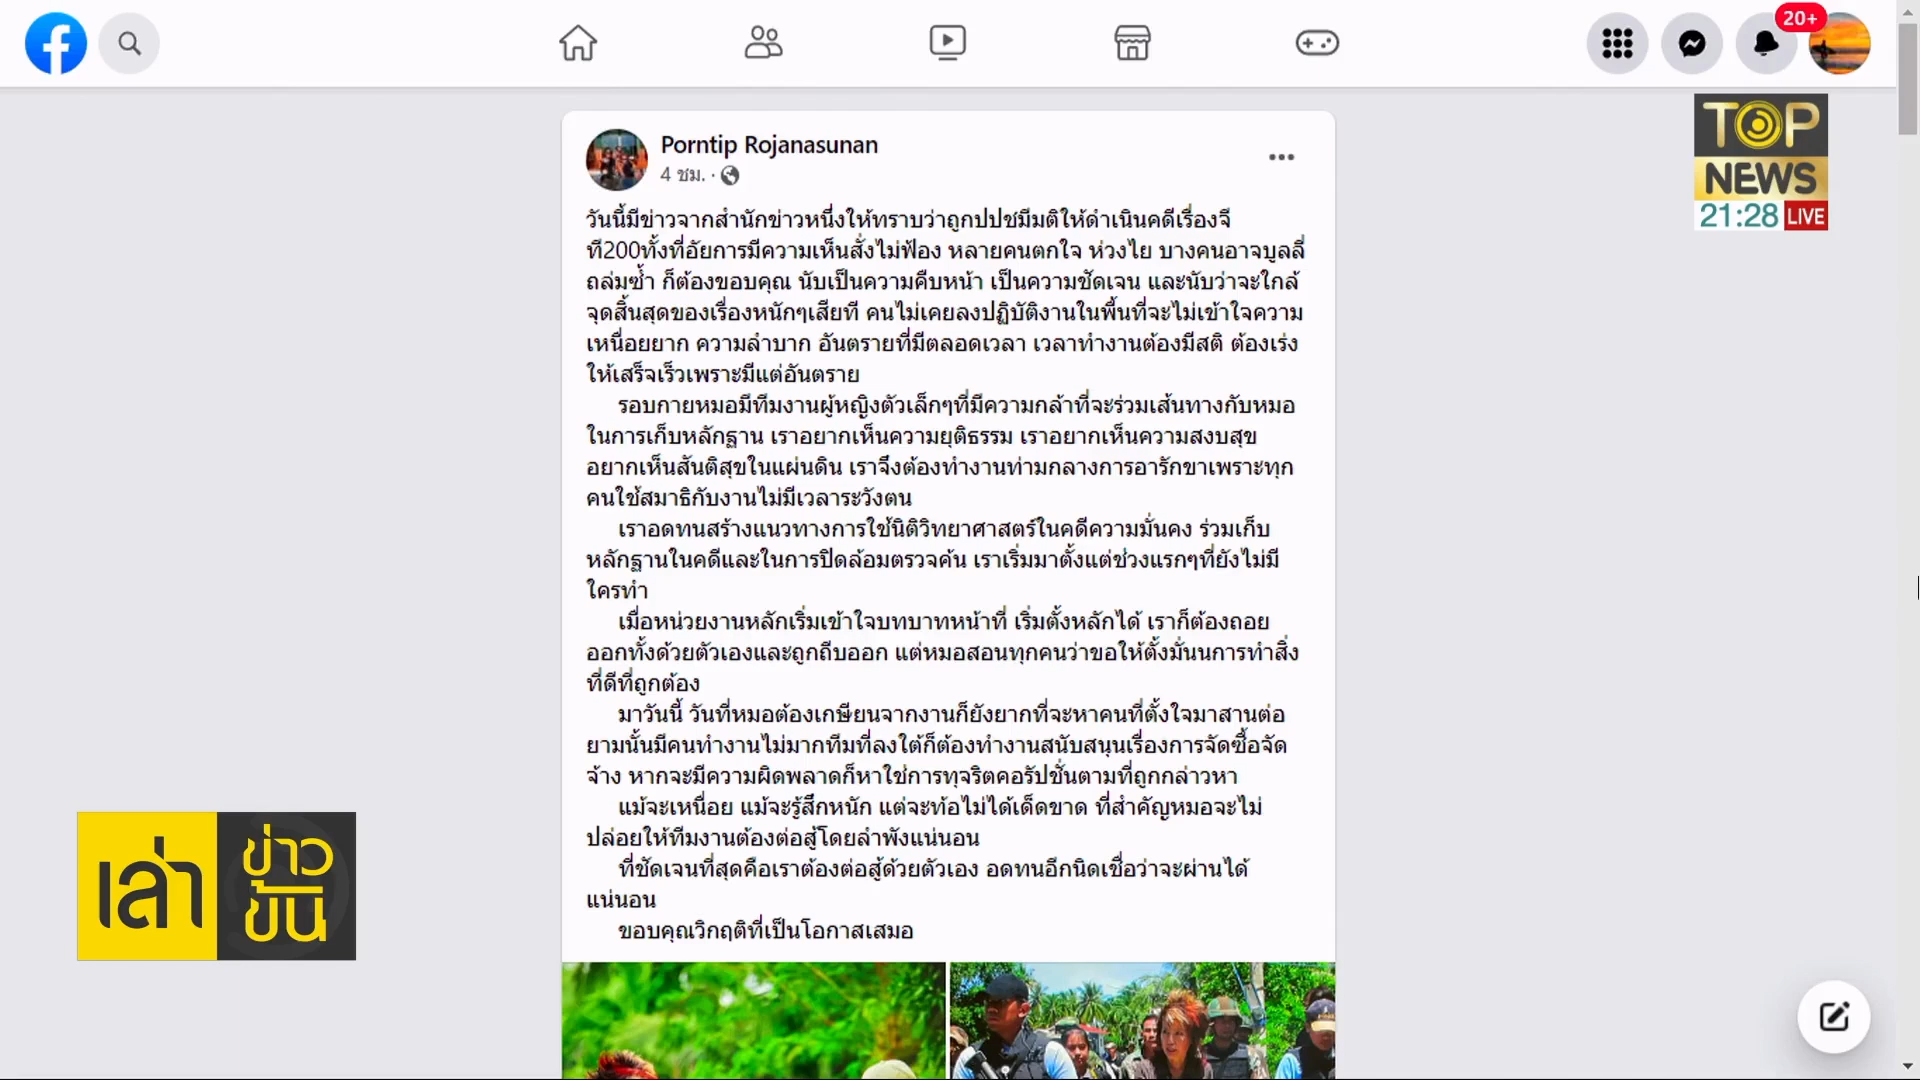 20+
TOP
NEWS
21:28 LIVE
Porntip Rojanasunan
4 ชม. ·
วันนี้มีข่าวจากสำนักข่าวหนึ่งให้ทราบว่าถูกปปชมีมติให้ดำเนินคดีเรื่องจี
ที200ทั้งที่อัยการมีความเห็นสั่งไม่ฟ้อง หลายคนตกใจ ห่วงไย บางคนอาจบูลลี่
ถล่มซ้ำ ก็ต้องขอบคุณ นับเป็นความคืบหน้า เป็นความชัดเจน และนับว่าจะใกล้
จุดสิ้นสุดของเรื่องหนักๆเสียที คนไม่เคยลงปฏิบัติงานในพื้นที่จะไม่เข้าใจความ
เหนื่อยยาก ความลำบาก อันตรายที่มีตลอดเวลา เวลาทำงานต้องมีสติ ต้องเร่ง
ให้เสร็จเร็วเพราะมีแต่อันตราย
รอบกายหมอมีทีมงานผู้หญิงตัวเล็กๆที่มีความกล้าที่จะร่วมเส้นทางกับหมอ
ในการเก็บหลักฐาน เราอยากเห็นความยุติธรรม เราอยากเห็นความสงบสุข
อยากเห็นสันติสุขในแผ่นดิน เราจึงต้องทำงานท่ามกลางการอารักขาเพราะทุก
คนใช้สมาธิกับงานไม่มีเวลาระวังตน
เราอดทนสร้างแนวทางการใช้นิติวิทยาศาสตร์ในคดีความมั่นคง ร่วมเก็บ
หลักฐานในคดีและในการปิดล้อมตรวจค้น เราเริ่มมาตั้งแต่ช่วงแรกๆที่ยังไม่มี
ใครทำ
เมื่อหน่วยงานหลักเริ่มเข้าใจบทบาทหน้าที่ เริ่มตั้งหลักได้ เราก็ต้องถอย
ออกทั้งด้วยตัวเองและถูกถีบออก แต่หมอสอนทุกคนว่าขอให้ตั้งมั่นนการทำสิ่ง
ที่ดีที่ถูกต้อง
มาวันนี้ วันที่หมอต้องเกษียนจากงานก็ยังยากที่จะหาคนที่ตั้งใจมาสานต่อ
ยามนั้นมีคนทำงานไม่มากทีมที่ลงใต้ก็ต้องทำงานสนับสนุนเรื่องการจัดซื้อจัด
จ้าง หากจะมีความผิดพลาดก็หาใช่การทุจริตคอรัปชั่นตามที่ถูกกล่าวหา
แม้จะเหนื่อย แม้จะรู้สึกหนัก แต่จะท้อไม่ได้เด็ดขาด ที่สำคัญหมอจะไม่
ปล่อยให้ทีมงานต้องต่อสู้โดยลำพังแน่นอน
ที่ชัดเจนที่สุดคือเราต้องต่อสู้ด้วยตัวเอง อดทนอีกนิดเชื่อว่าจะผ่านได้
แน่นอน
ขอบคุณวิกฤติที่เป็นโอกาสเสมอ
เล่า
ข่าว
ข้น